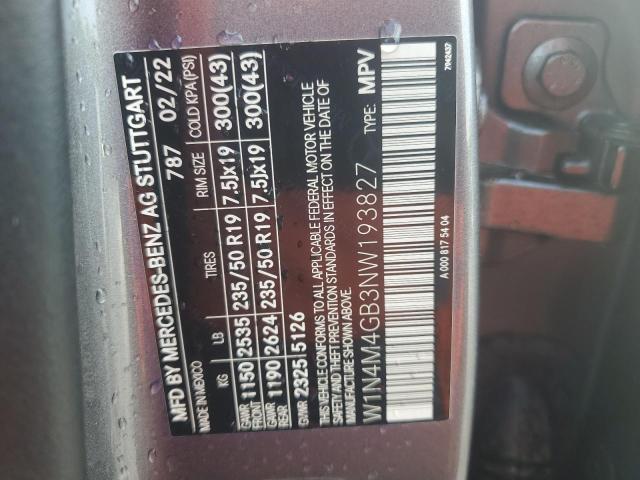 MFD BY MERCEDES-BENZ AG STUTTGART
MADE IN MEXICO 787 02/22
KG LB TIRES RIM SIZE COLD KPA(PSI)
GAWR FRONT 1150 2535 235/50 R19 7.5Jx19 300(43)
GAWR REAR 1190 2624 235/50 R19 7.5Jx19 300(43)
GVWR 2325 5126
THIS VEHICLE CONFORMS TO ALL APPLICABLE FEDERAL MOTOR VEHICLE
SAFETY AND THEFT PREVENTION STANDARDS IN EFFECT ON THE DATE OF
MANUFACTURE SHOWN ABOVE.
W1N4M4GB3NW193827 TYPE: MPV
A 000 817 54 04 7942437